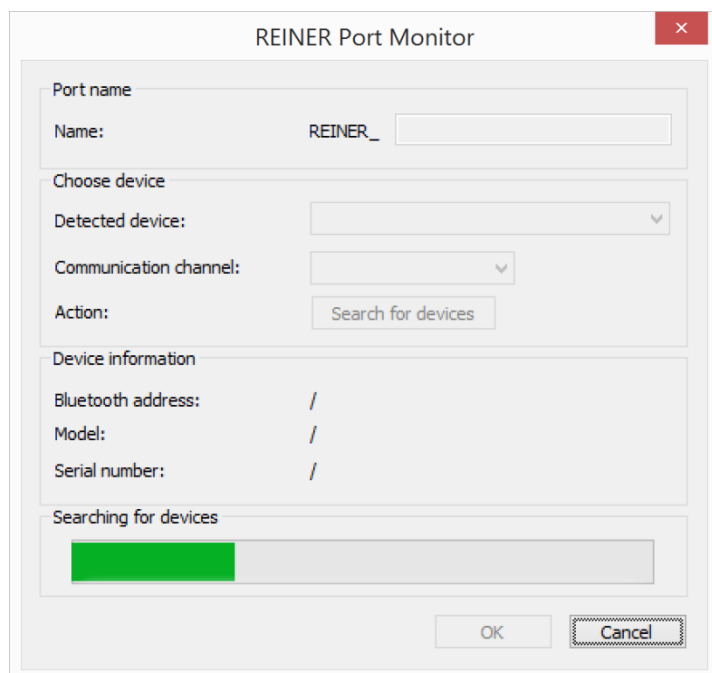 REINER Port Monitor
Port name
Name: REINER_
Choose device
Detected device:
Communication channel:
Action: Search for devices
Device information
Bluetooth address: /
Model: /
Serial number: /
Searching for devices
OK Cancel